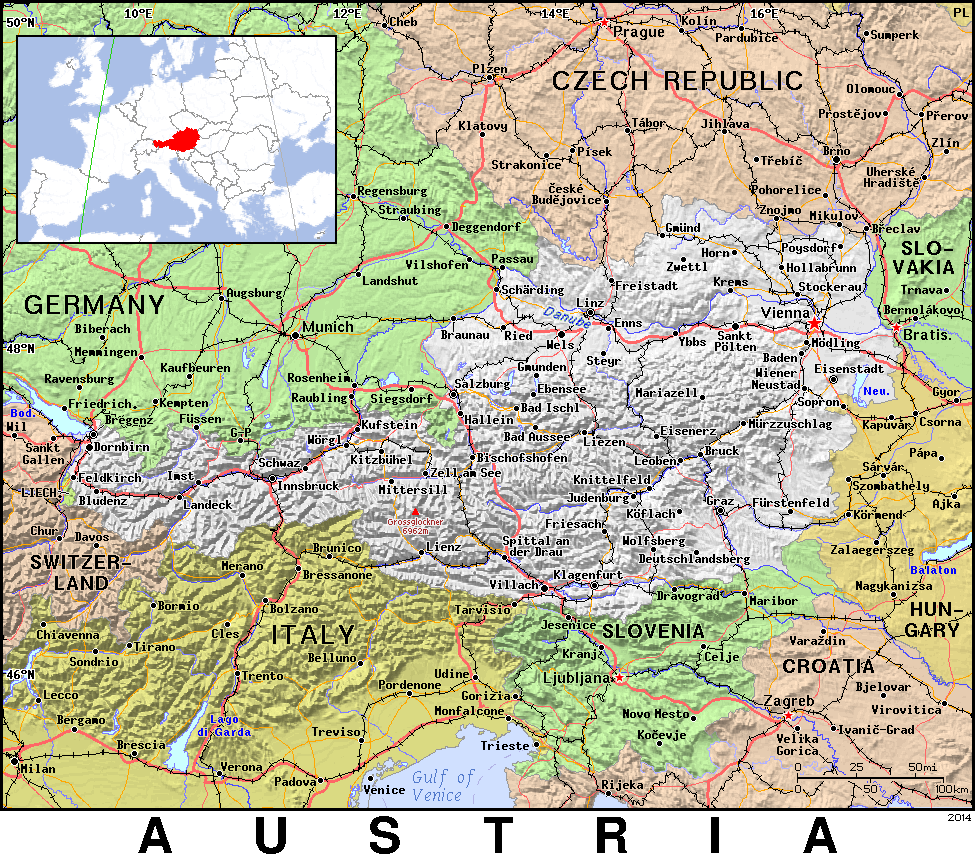 50°N
10°E
12°E
14°E
16°E
PL
Cheb
Prague
Kolín
Pardubice
Sumperk
Plzen
CZECH REPUBLIC
Olomouc
Prostějov
Přerov
Klatovy
Tábor
Jihlava
Brno
Zlín
Strakonice
Písek
Třebíč
Uherské
Hradiště
České
Budějovice
Pohorelice
Regensburg
Straubing
Deggendorf
Znojmo
Mikulov
Břeclav
Gmünd
Poysdorf
SLO-
VAKIA
Vilshofen
Passau
Horn
Zwettl
Hollabrunn
Landshut
Schärding
Freistadt
Krems
Stockerau
Trnava
GERMANY
Augsburg
Linz
Danube
Vienna
Bernolákovo
Biberach
Munich
Braunau
Ried
Wels
Enns
Ybbs
Sankt
Pölten
Mödling
Bratis.
48°N
Memmingen
Steyr
Baden
Gmunden
Wiener
Neustad
Eisenstadt
Ravensburg
Kaufbeuren
Rosenheim
Raubling
Siegsdorf
Salzburg
Ebensee
Mariazell
Neu.
Gyor
Bod.
Friedrich.
Kempten
Füssen
Bad Ischl
Sopron
Wil
Bregenz
G-P
Kufstein
Hallein
Bad Aussee
Eisenerz
Mürzzuschlag
Kapuvár
Csorna
Sankt
Gallen
Dornbirn
Wörgl
Liezen
Feldkirch
Imst
Schwaz
Kitzbühel
Bischofshofen
Leoben
Bruck
Pápa
LIECH.
Bludenz
Innsbruck
Zell am See
Knittelfeld
Sárvár
Szombathely
Landeck
Mittersill
Judenburg
Graz
Fürstenfeld
Ajka
Grossglockner
6962m
Köflach
Körmend
Chur
Davos
Friesach
SWITZER-
LAND
Brunico
Lienz
Spittal an
der Drau
Wolfsberg
Deutschlandsberg
Zalaegerszeg
Merano
Bressanone
Villach
Klagenfurt
Balaton
Bormio
Bolzano
Tarvisio
Dravograd
Maribor
Nagykanizsa
HUN-
GARY
Chiavenna
Cles
ITALY
Jesenice
SLOVENIA
Varaždin
Tirano
Sondrio
Belluno
Kranj
Celje
CROATIA
46°N
Trento
Udine
Ljubljana
Bjelovar
Lecco
Pordenone
Gorizia
Zagreb
Virovitica
Bergamo
Lago
di Garda
Monfalcone
Novo Mesto
Ivanič-Grad
Brescia
Treviso
Trieste
Kočevje
Velika
Gorica
Milan
Verona
Padova
Venice
Gulf of
Venice
Rijeka
0 25 50mi
0 50 100km
2014
A U S T R I A